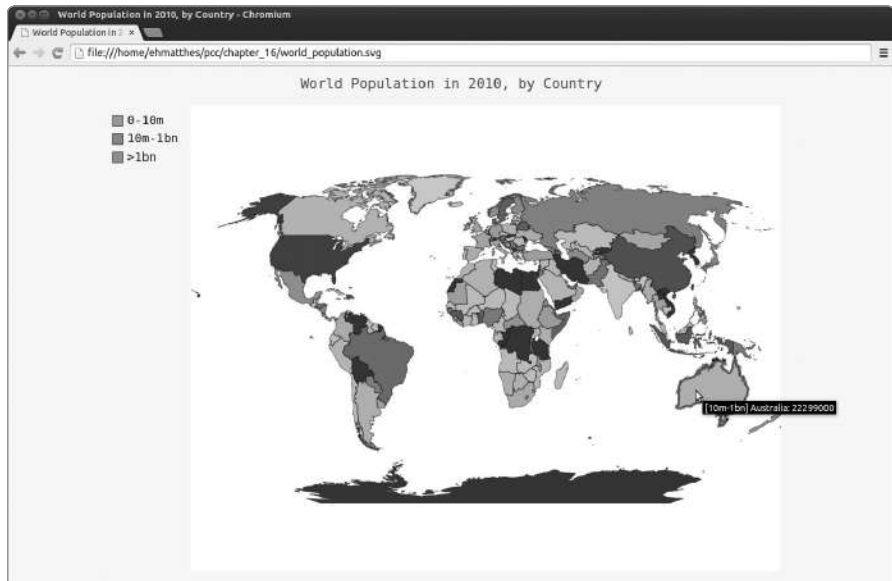 World Population in 2010, by Country - Chromium
World Population in 2
file:///home/ehmatthes/pcc/chapter_16/world_population.svg
World Population in 2010, by Country
0-10m
10m-1bn
>1bn
[10m-1bn] Australia: 22299000